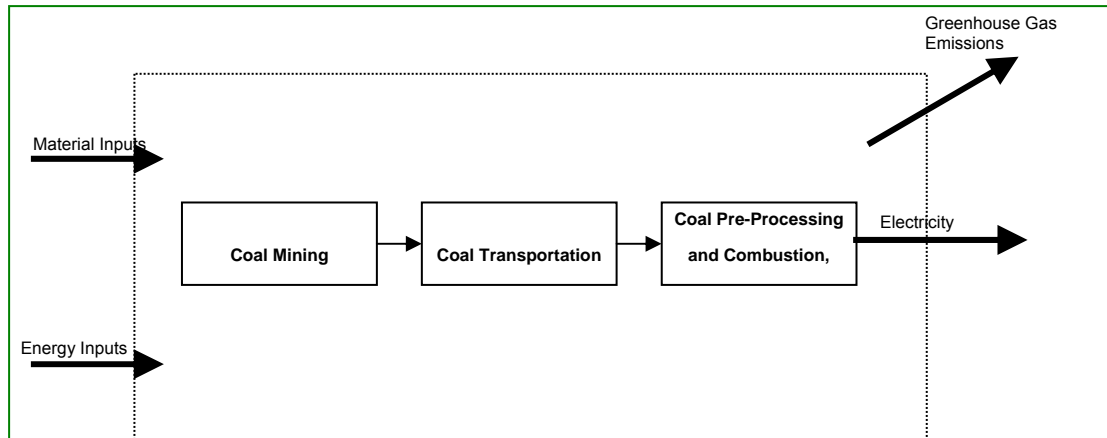 Greenhouse Gas
Emissions
Material Inputs
Coal Mining
Coal Transportation
Coal Pre-Processing
and Combustion,
Electricity
Energy Inputs